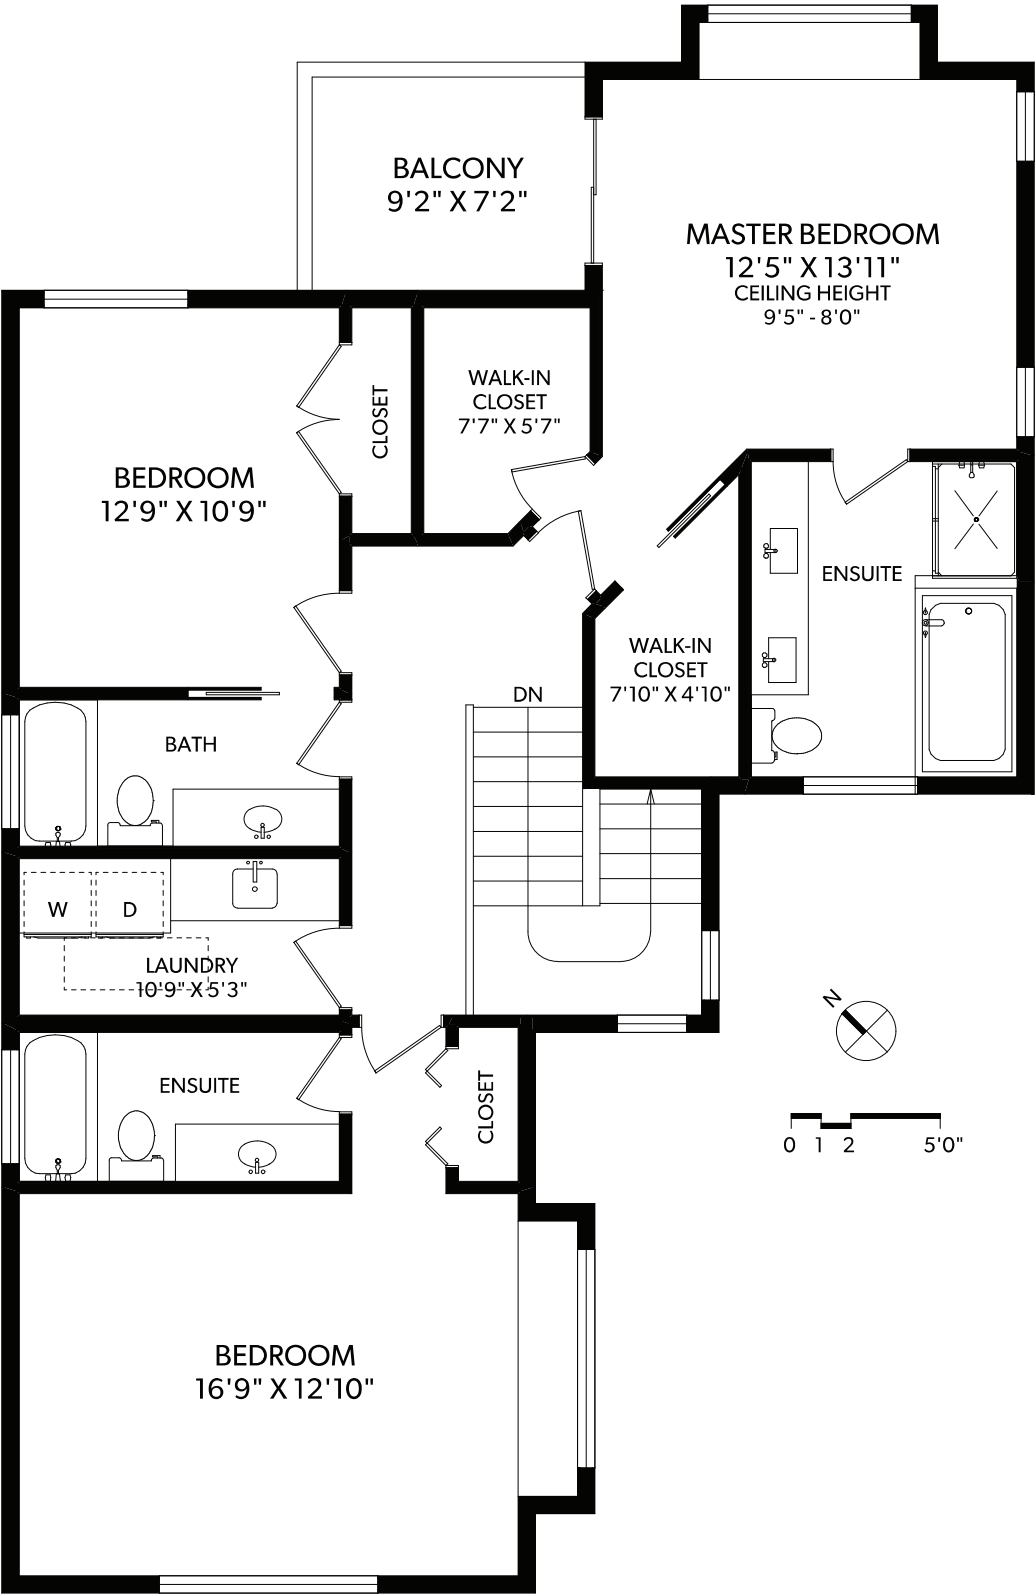 BALCONY
9'2" X 7'2"
MASTER BEDROOM
12'5" X 13'11"
CEILING HEIGHT
9'5" - 8'0"
WALK-IN
CLOSET
7'7" X 5'7"
CLOSET
BEDROOM
12'9" X 10'9"
ENSUITE
WALK-IN
CLOSET
7'10" X 4'10"
DN
BATH
W
D
LAUNDRY
10'9" X 5'3"
N
ENSUITE
CLOSET
0 1 2 5'0"
BEDROOM
16'9" X 12'10"